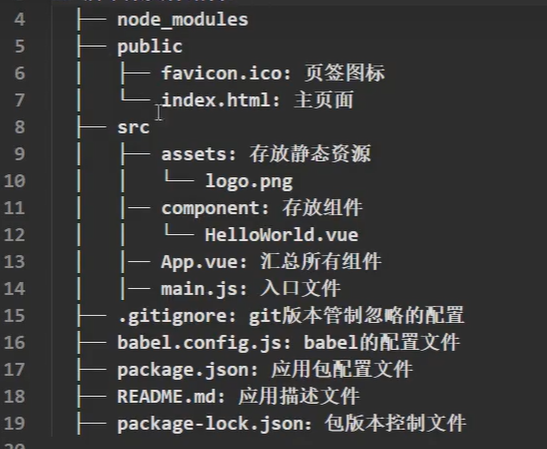 4 ├── node_modules
5 ├── public
6 │   ├── favicon.ico: 页签图标
7 │   └── index.html: 主页面
8 ├── src
9 │   ├── assets: 存放静态资源
10 │   │   └── logo.png
11 │   │── component: 存放组件
12 │   │   └── HelloWorld.vue
13 │   │── App.vue: 汇总所有组件
14 │   │── main.js: 入口文件
15 ├── .gitignore: git版本管制忽略的配置
16 ├── babel.config.js: babel的配置文件
17 ├── package.json: 应用包配置文件
18 ├── README.md: 应用描述文件
19 ├── package-lock.json: 包版本控制文件